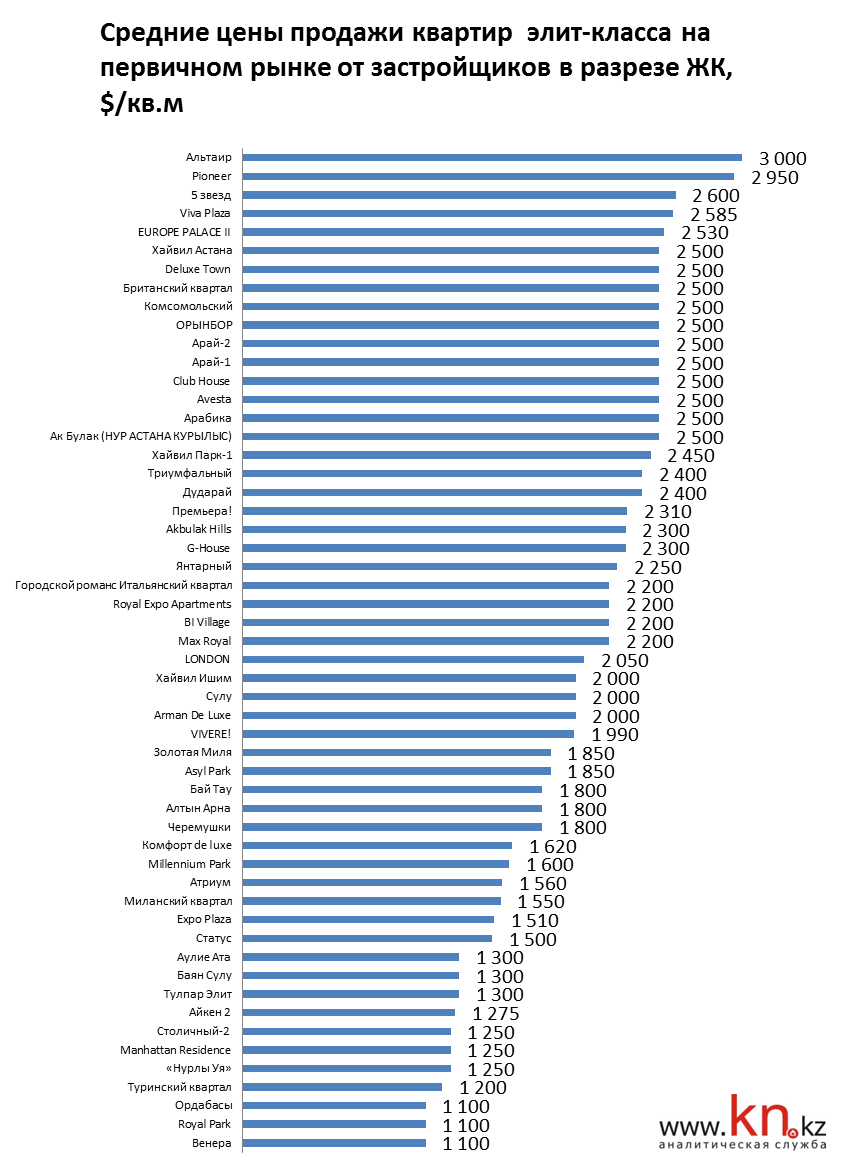 Средние цены продажи квартир элит-класса на
первичном рынке от застройщиков в разрезе ЖК,
$/кв.м
Альтаир 3 000
Pioneer 2 950
5 звезд 2 600
Viva Plaza 2 585
EUROPE PALACE II 2 530
Хайвил Астана 2 500
Deluxe Town 2 500
Британский квартал 2 500
Комсомольский 2 500
ОРЫНБОР 2 500
Арай-2 2 500
Арай-1 2 500
Club House 2 500
Avesta 2 500
Арабика 2 500
Ак Булак (НУР АСТАНА КУРЫЛЫС) 2 500
Хайвил Парк-1 2 450
Триумфальный 2 400
Дударай 2 400
Премьера! 2 310
Akbulak Hills 2 300
G-House 2 300
Янтарный 2 250
Городской романс Итальянский квартал 2 200
Royal Expo Apartments 2 200
BI Village 2 200
Max Royal 2 200
LONDON 2 050
Хайвил Ишим 2 000
Сулу 2 000
Arman De Luxe 2 000
VIVERE! 1 990
Золотая Миля 1 850
Asyl Park 1 850
Бай Тау 1 800
Алтын Арна 1 800
Черемушки 1 800
Комфорт de luxe 1 620
Millennium Park 1 600
Атриум 1 560
Миланский квартал 1 550
Expo Plaza 1 510
Статус 1 500
Аулие Ата 1 300
Баян Сулу 1 300
Тулпар Элит 1 300
Айкен 2 1 275
Столичный-2 1 250
Manhattan Residence 1 250
«Нурлы Уя» 1 250
Туринский квартал 1 200
Ордабасы 1 100
Royal Park 1 100
Венера 1 100
www.kn.kz
аналитическая служба